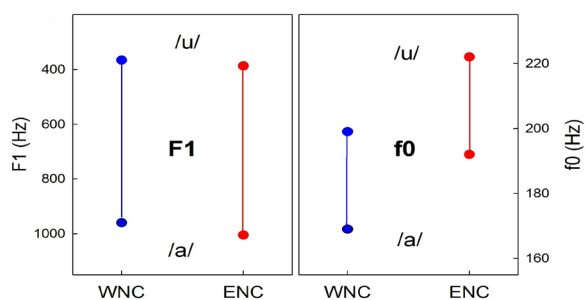 /u/
/u/
400
600
800
1000
F1 (Hz)
F1
f0
220
200
180
160
f0 (Hz)
/a/
/a/
WNC
ENC
WNC
ENC